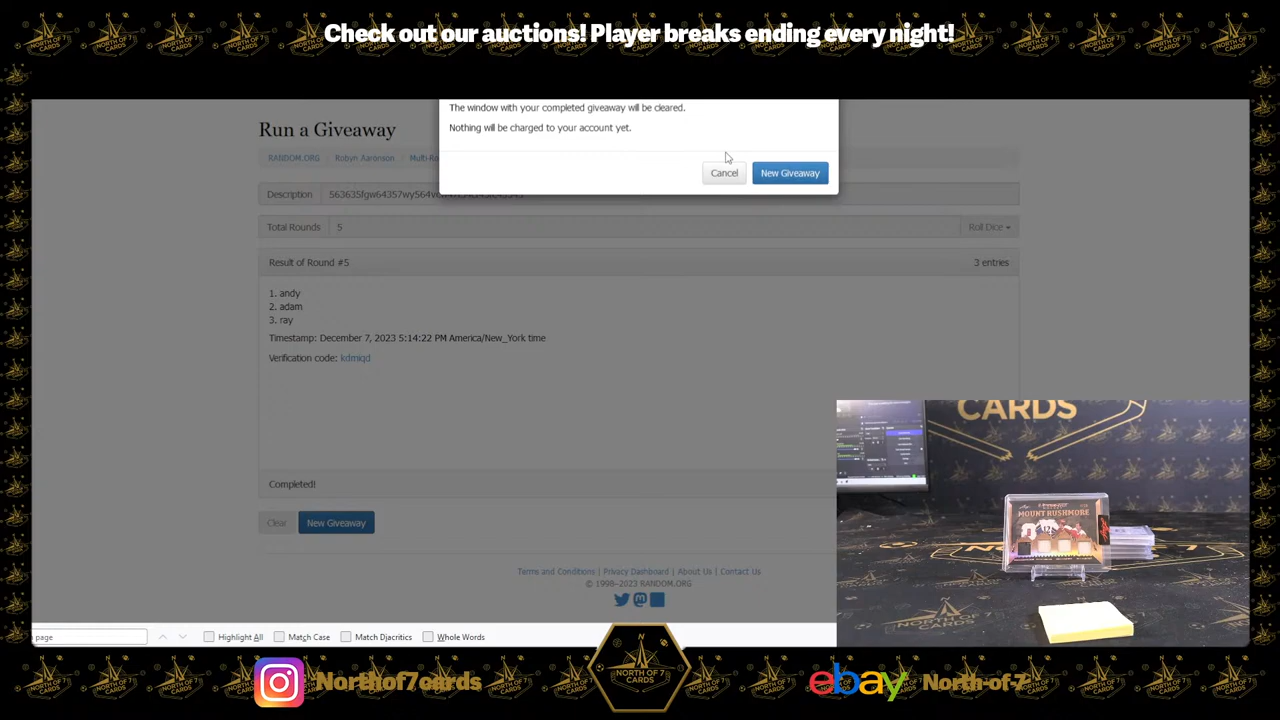 Check out our auctions! Player breaks ending every night!
The window with your completed giveaway will be cleared.
Nothing will be charged to your account yet.
Cancel
New Giveaway
Run a Giveaway
RANDOM.ORG
Robyn Aaronson
Description
Total Rounds
5
Roll Dice
Result of Round #5
3 entries
1. andy
2. adam
3. ray
Timestamp: December 7, 2023 5:14:22 PM America/New_York time
Verification code: kdmiqd
Completed!
Clear
New Giveaway
Terms and Conditions | Privacy Dashboard | About Us | Contact Us
© 1998–2023 RANDOM.ORG
page
Highlight All
Match Case
Match Diacritics
Whole Words
CARDS
MOUNT RUSHMORE
Northof7cards
N
NORTH OF 7
CARDS
ebay
North-of-7